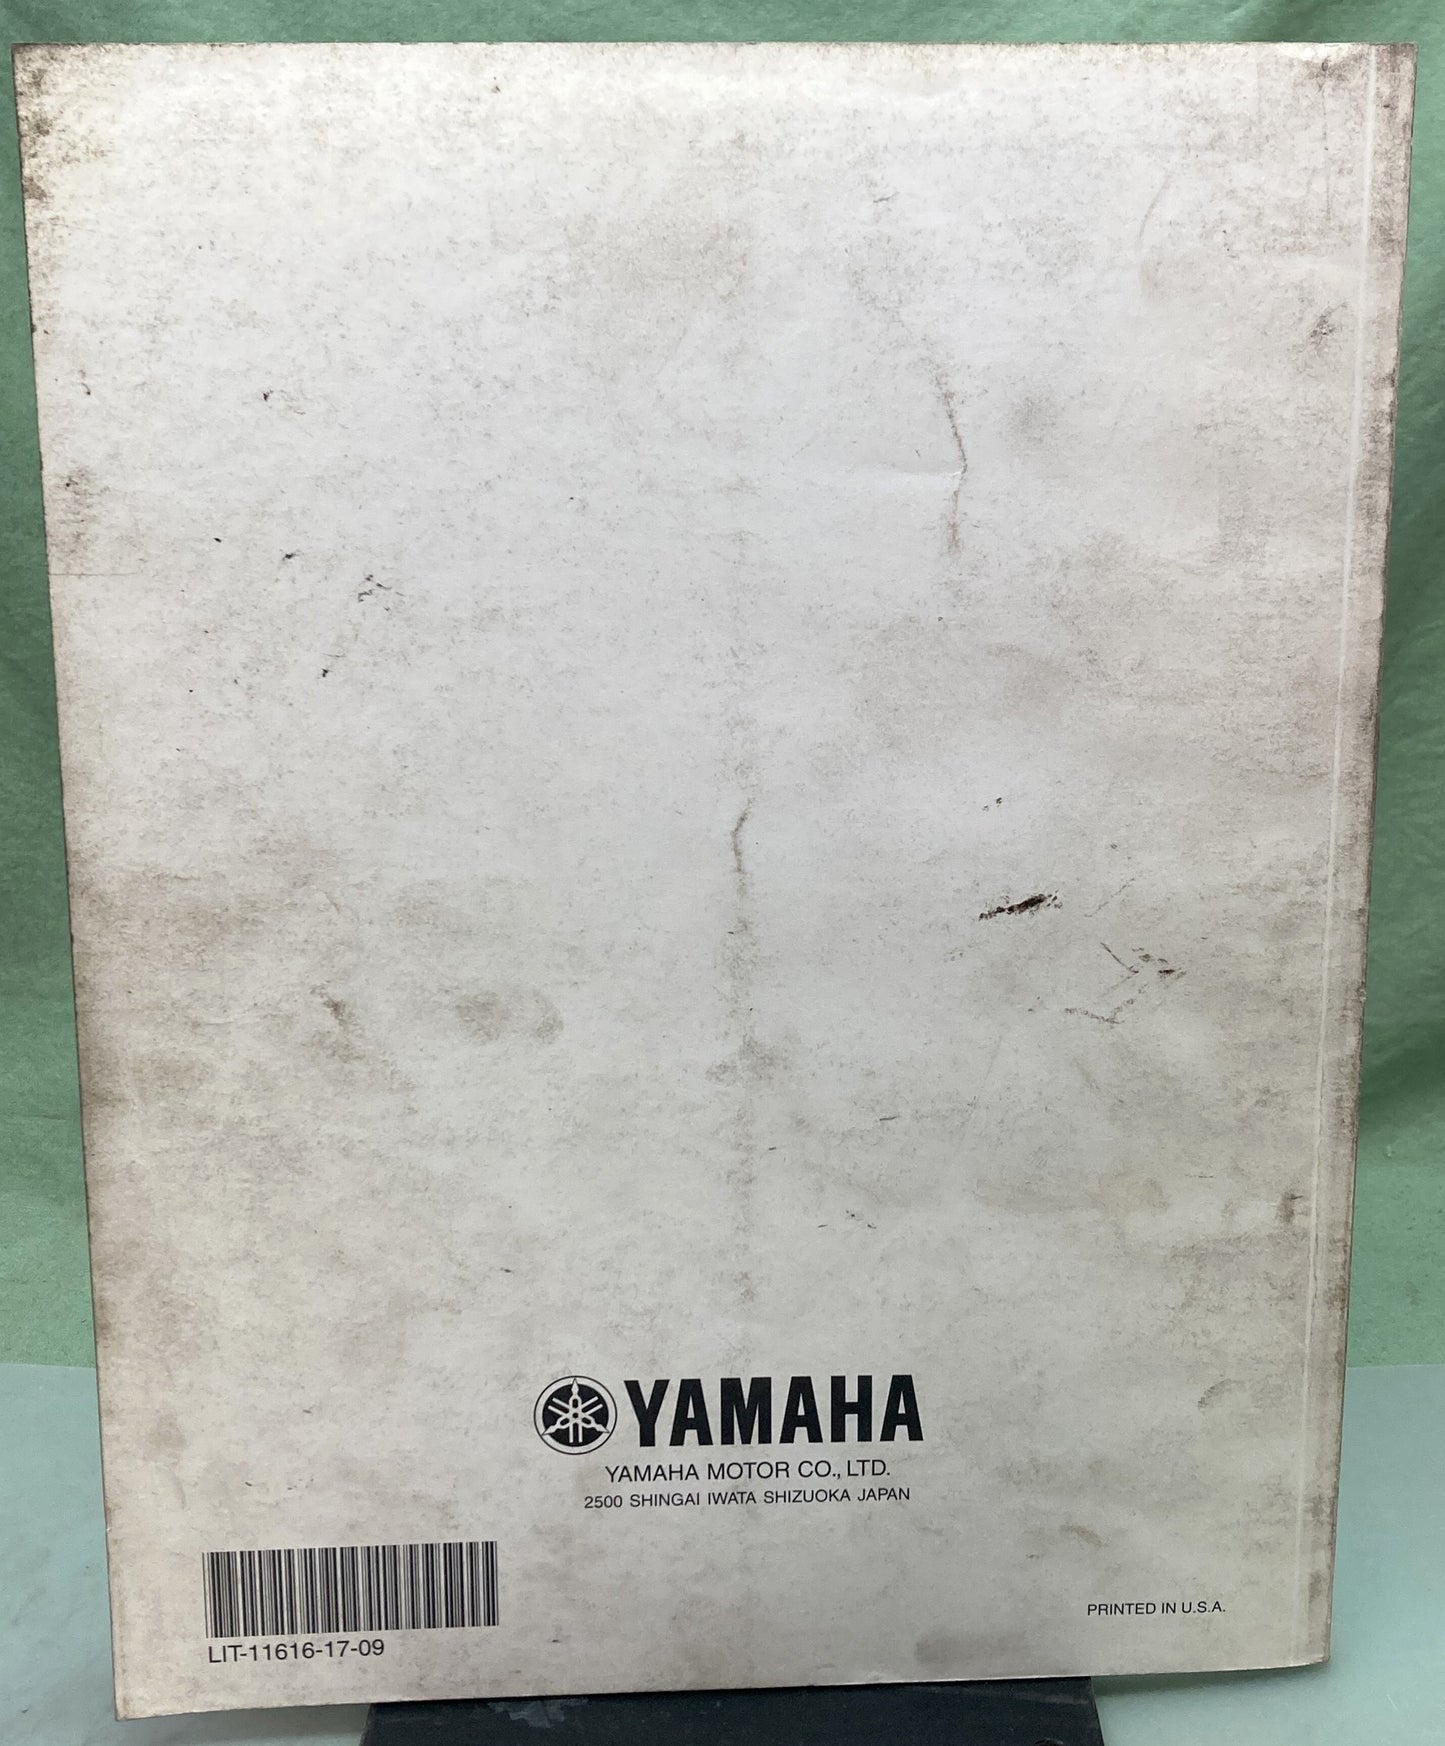 YAMAHA
YAMAHA MOTOR CO., LTD.
2500 SHINGAI IWATA SHIZUOKA JAPAN
LIT-11616-17-09
PRINTED IN U.S.A.